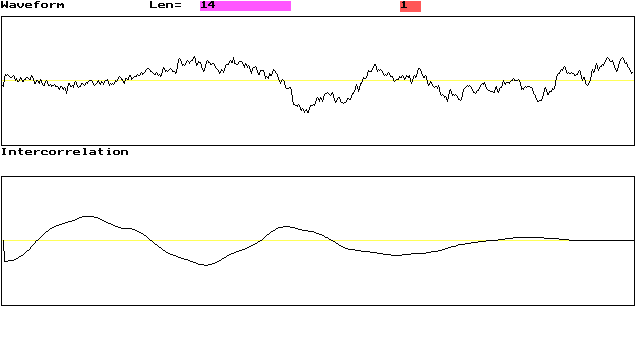 Waveform Len= 14 1
Intercorrelation